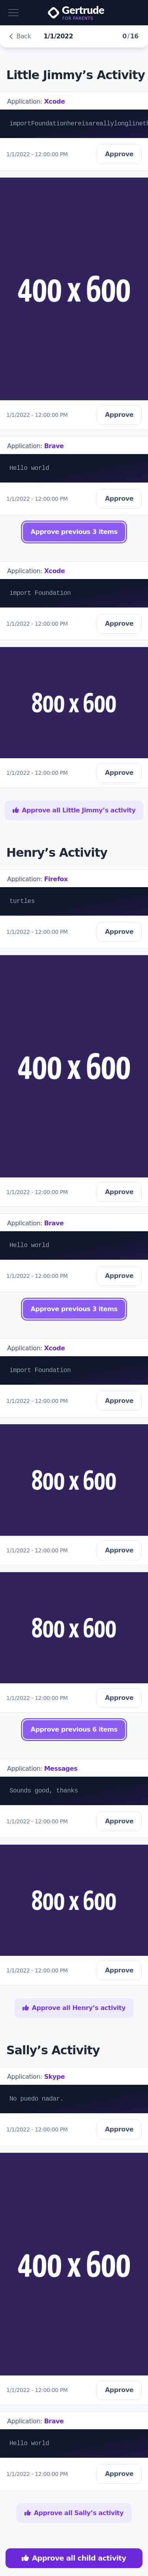 Gertrude
FOR PARENTS
Back 1/1/2022 0/16
Little Jimmy’s Activity
Application: Xcode
1/1/2022 - 12:00:00 PM Approve
400 x 600
1/1/2022 - 12:00:00 PM Approve
Application: Brave
Hello world
1/1/2022 - 12:00:00 PM Approve
Approve previous 3 items
Application: Xcode
import Foundation
1/1/2022 - 12:00:00 PM Approve
800 x 600
1/1/2022 - 12:00:00 PM Approve
Approve all Little Jimmy’s activity
Henry’s Activity
Application: Firefox
turtles
1/1/2022 - 12:00:00 PM Approve
400 x 600
1/1/2022 - 12:00:00 PM Approve
Application: Brave
Hello world
1/1/2022 - 12:00:00 PM Approve
Approve previous 3 items
Application: Xcode
import Foundation
1/1/2022 - 12:00:00 PM Approve
800 x 600
1/1/2022 - 12:00:00 PM Approve
800 x 600
1/1/2022 - 12:00:00 PM Approve
Approve previous 6 items
Application: Messages
Sounds good, thanks
1/1/2022 - 12:00:00 PM Approve
800 x 600
1/1/2022 - 12:00:00 PM Approve
Approve all Henry’s activity
Sally’s Activity
Application: Skype
No puedo nadar.
1/1/2022 - 12:00:00 PM Approve
400 x 600
1/1/2022 - 12:00:00 PM Approve
Application: Brave
Hello world
1/1/2022 - 12:00:00 PM Approve
Approve all Sally’s activity
Approve all child activity